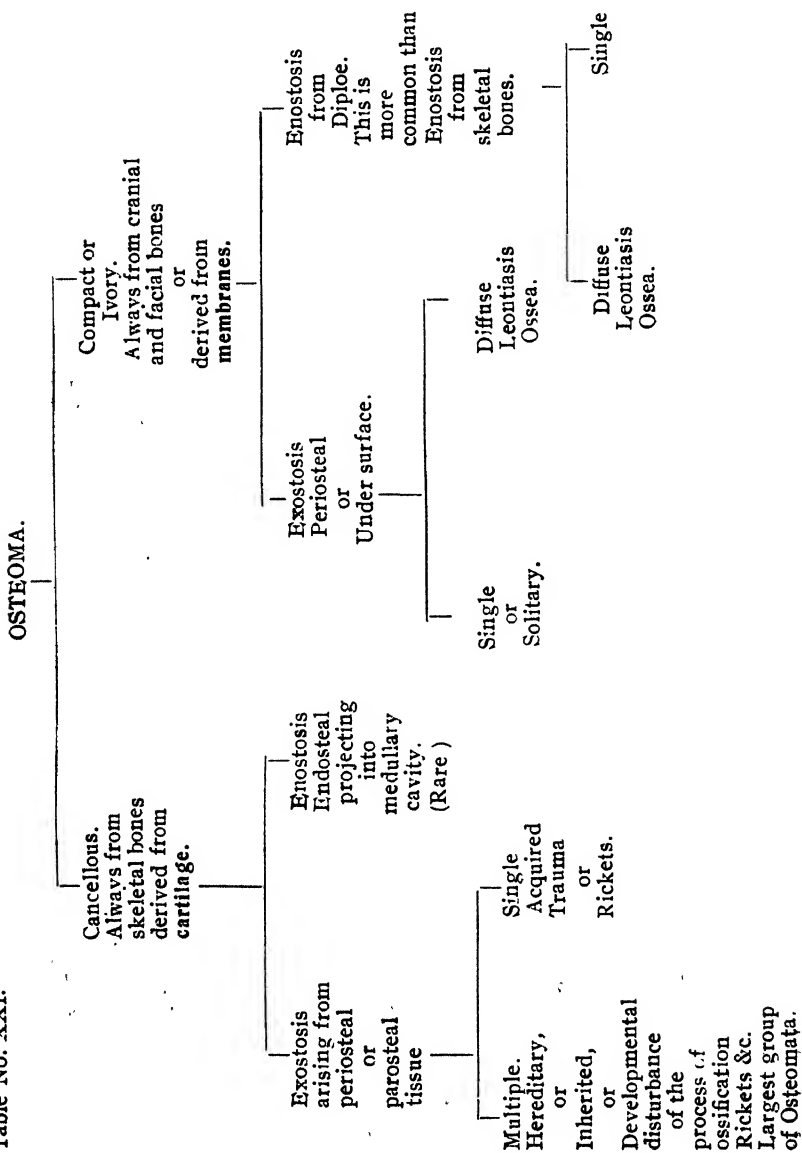 Table No. XXI.
OSTEOMA.
Cancellous.
Always from
skeletal bones
derived from
cartilage.
Compact or
Ivory.
Always from cranial
and facial bones
or
derived from
membranes.
Exostosis
arising from
periosteal
or
parosteal
tissue
Enostosis
Endosteal
projecting
into
medullary
cavity.
(Rare)
Exostosis
Periosteal
or
Under surface.
Enostosis
from
Diploe.
This is
more
common than
Enostosis
from
skeletal
bones.
Multiple.
Hereditary,
or
Inherited,
or
Developmental
disturbance
of the
process of
ossification
Rickets &c.
Largest group
of Osteomata.
Single
Acquired
Trauma
or
Rickets.
Single
or
Solitary.
Diffuse
Leontiasis
Ossea.
Diffuse
Leontiasis
Ossea.
Single